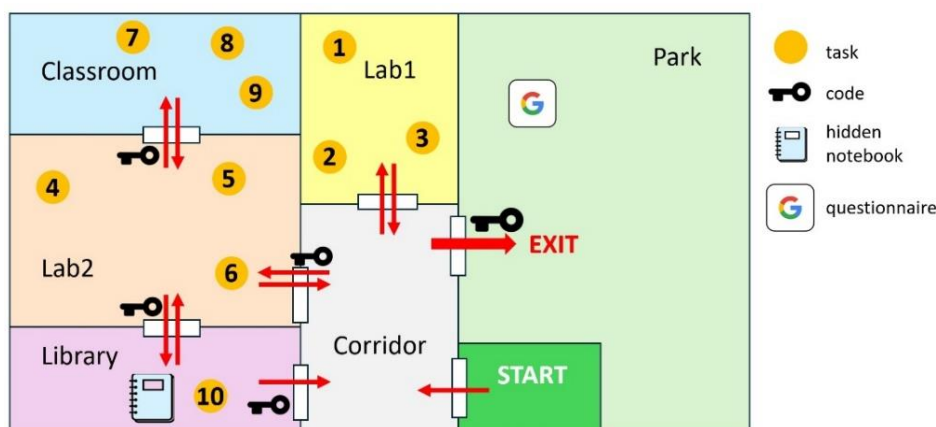 7
8
Classroom
9
1
Lab1
2
3
Park
G
4
5
Lab2
6
EXIT
Library
10
Corridor
START
task
code
hidden
notebook
G
questionnaire